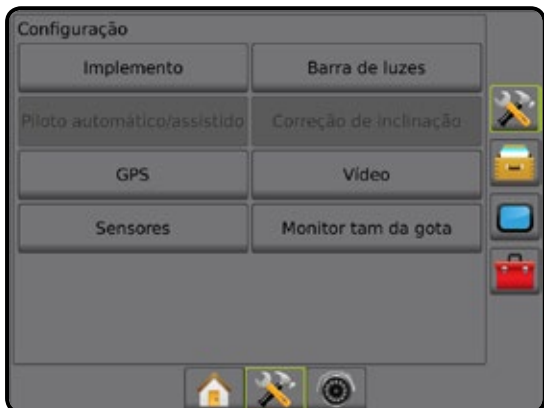 Configuração
Implemento
Barra de luzes
Piloto automático/assistido
Correção de inclinação
GPS
Vídeo
Sensores
Monitor tam da gota